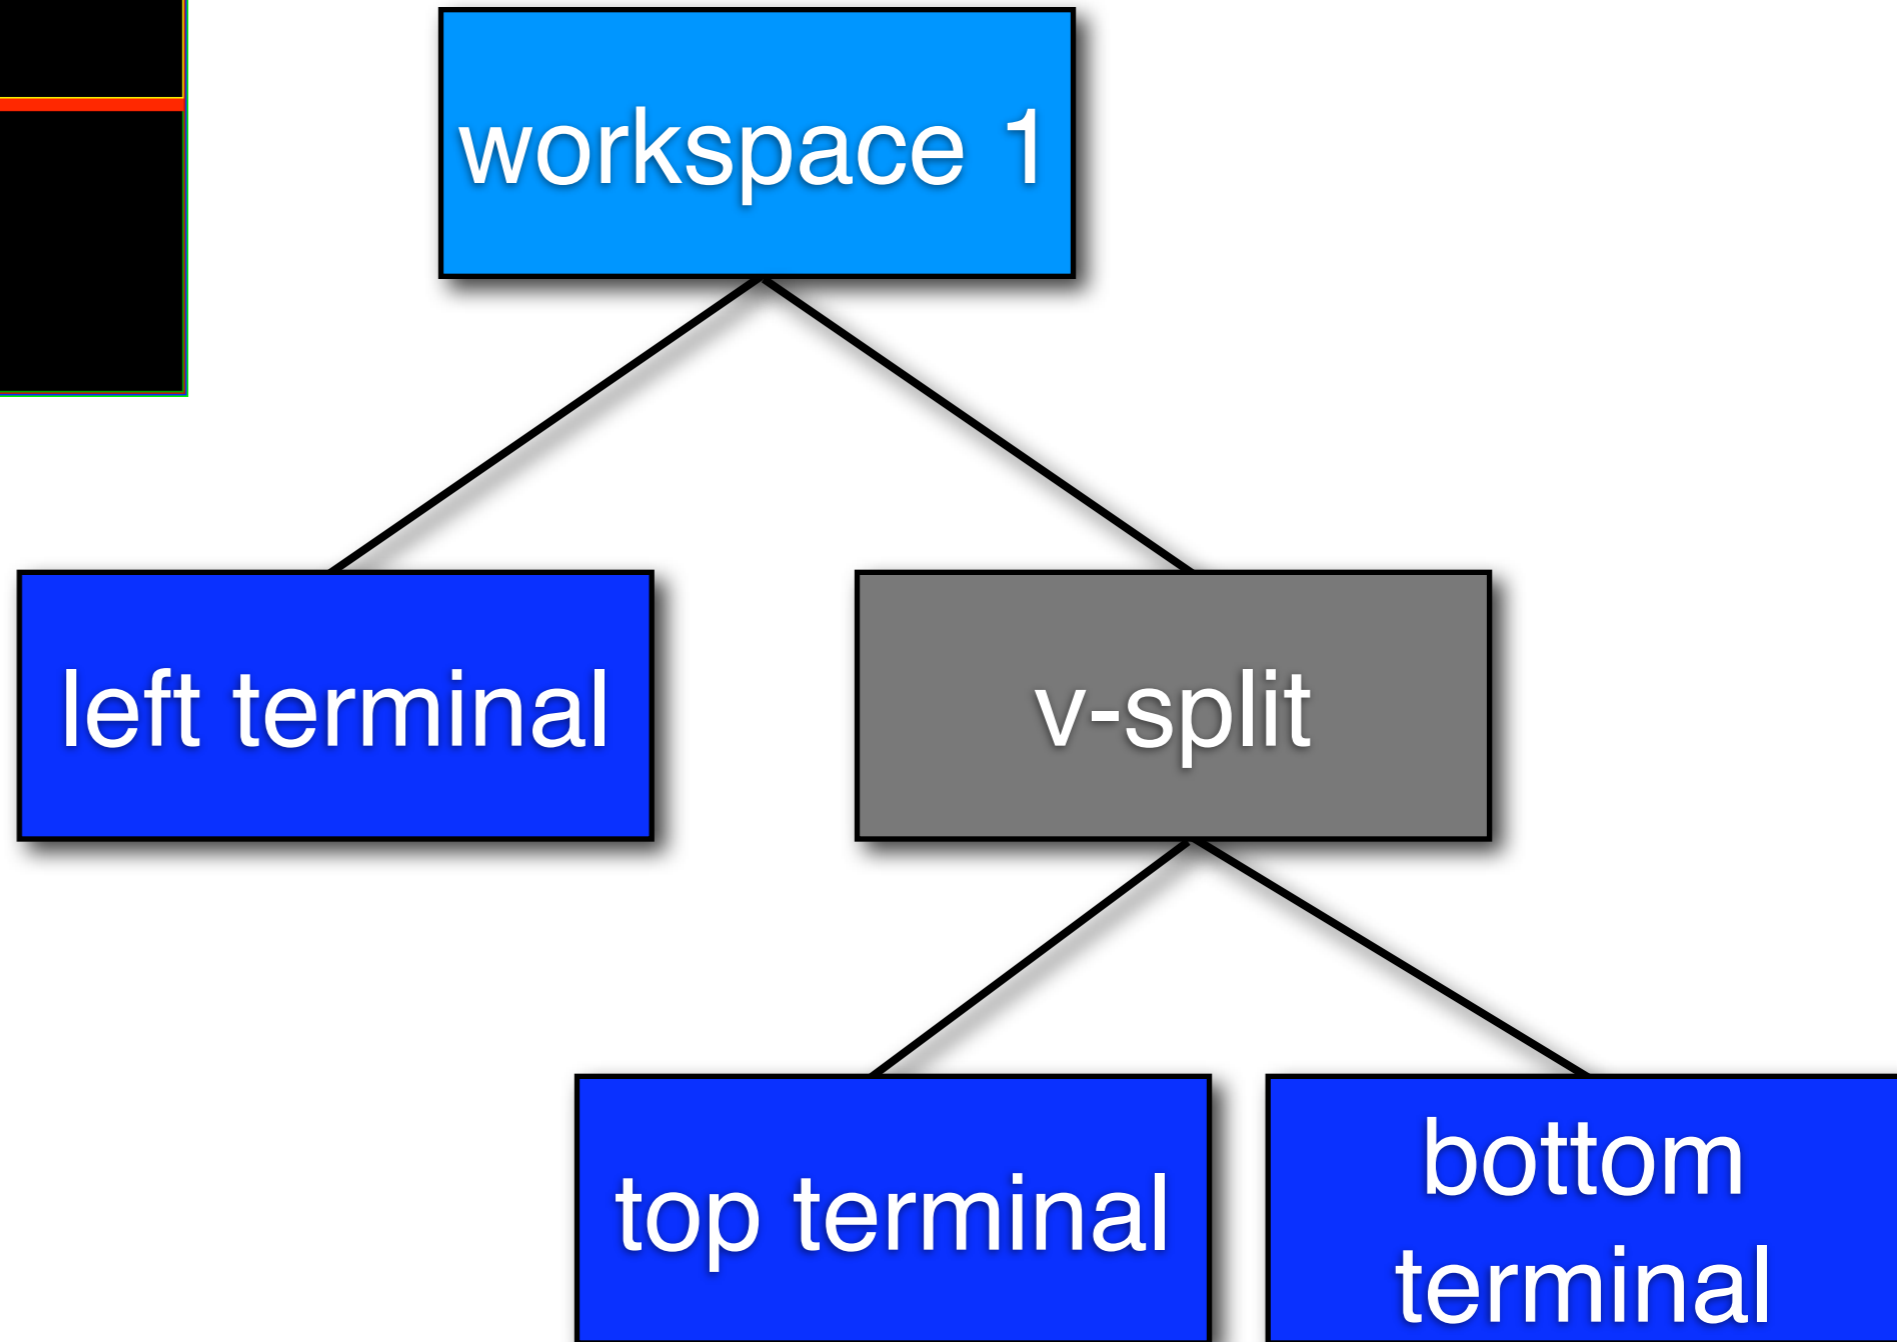 workspace 1
left terminal
v-split
top terminal
bottom
terminal